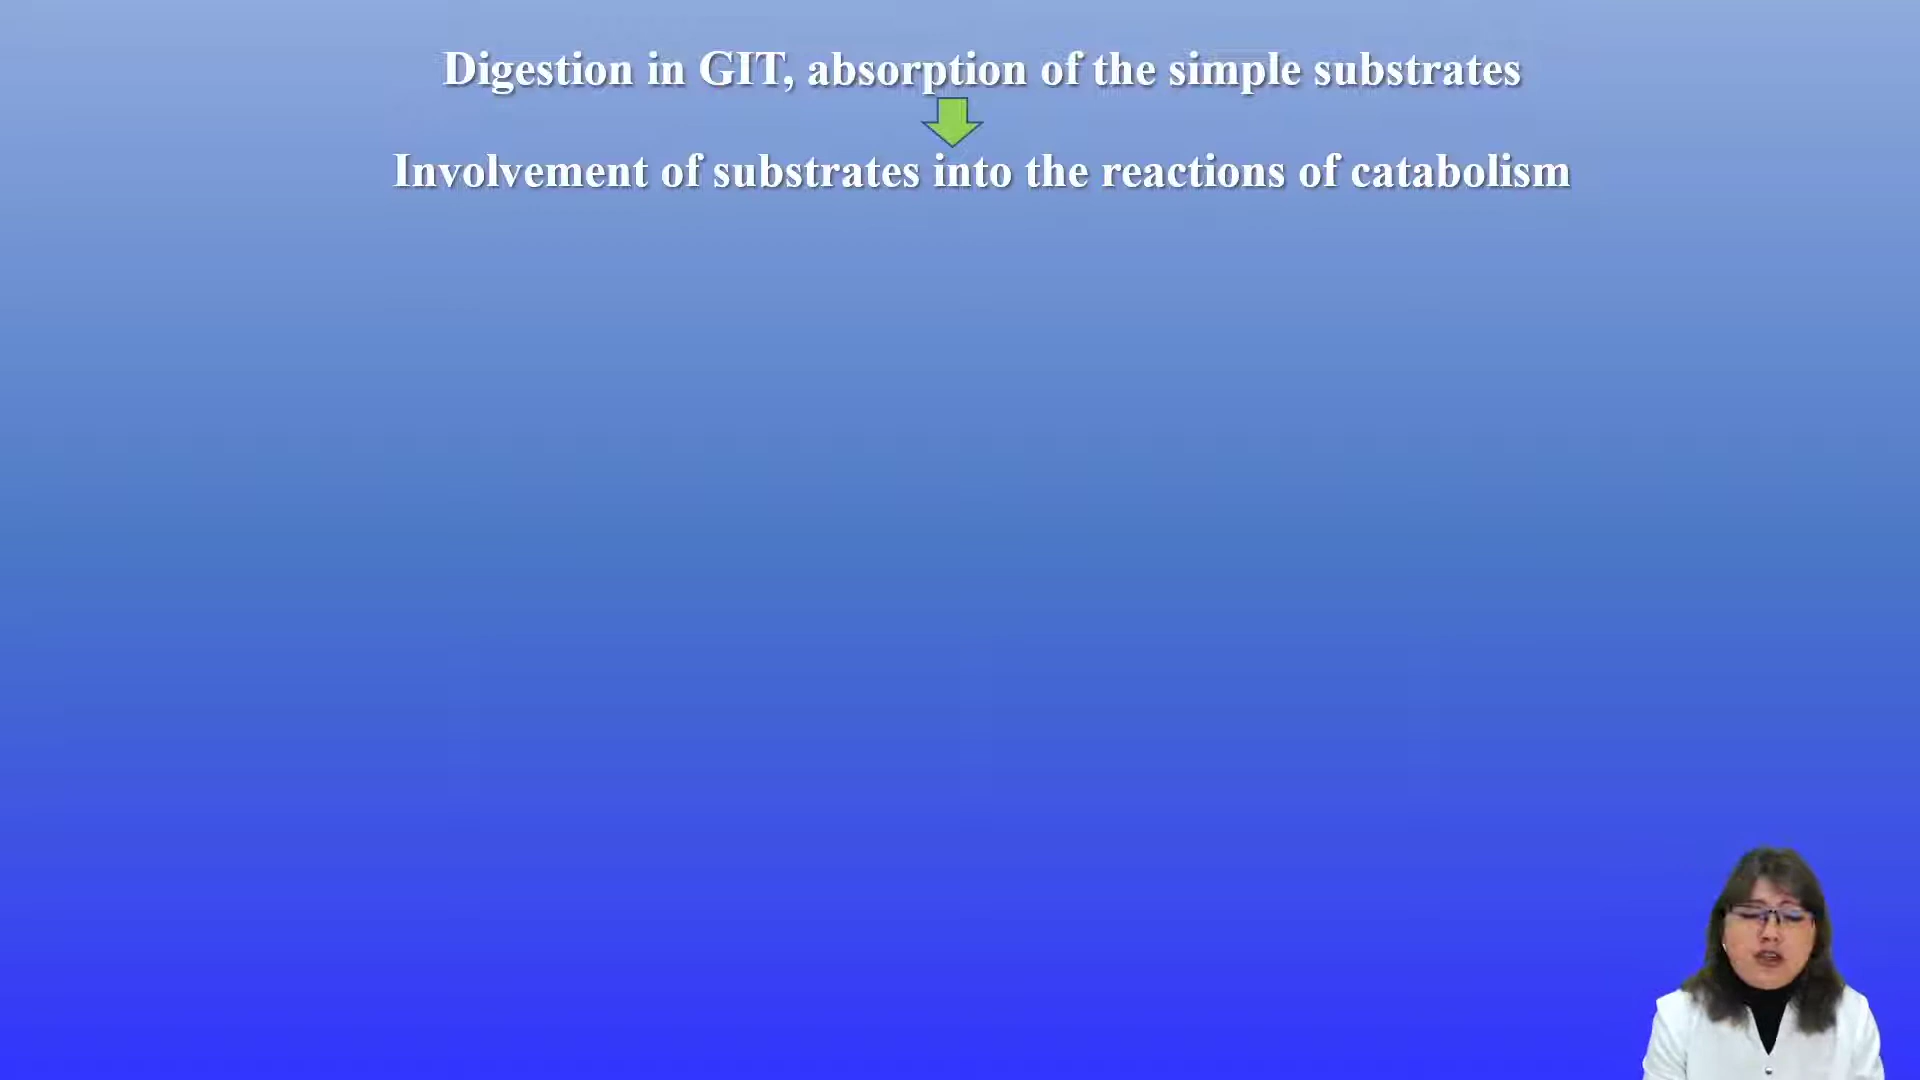 Digestion in GIT, absorption of the simple substrates
Involvement of substrates into the reactions of catabolism